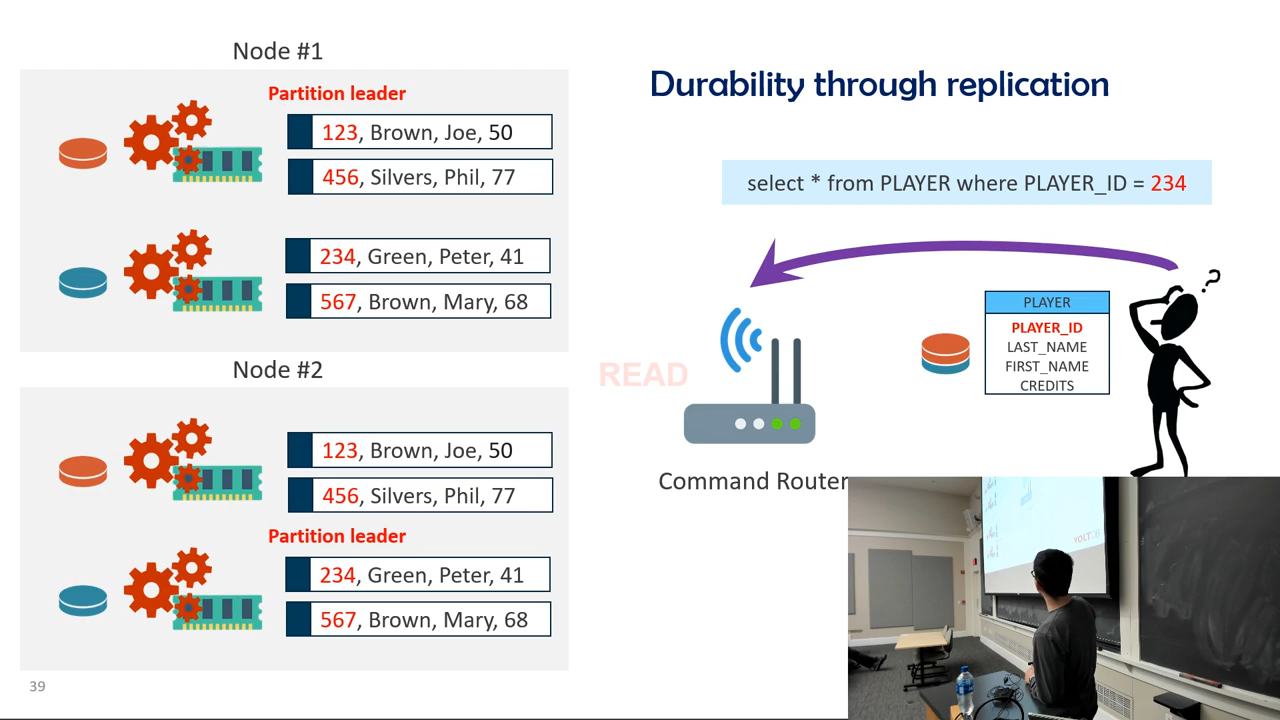 Node #1
Partition leader
123, Brown, Joe, 50
456, Silvers, Phil, 77
234, Green, Peter, 41
567, Brown, Mary, 68
Node #2
123, Brown, Joe, 50
456, Silvers, Phil, 77
Partition leader
234, Green, Peter, 41
567, Brown, Mary, 68
39
Durability through replication
select * from PLAYER where PLAYER_ID = 234
?
READ
PLAYER
PLAYER_ID
LAST_NAME
FIRST_NAME
CREDITS
Command Router